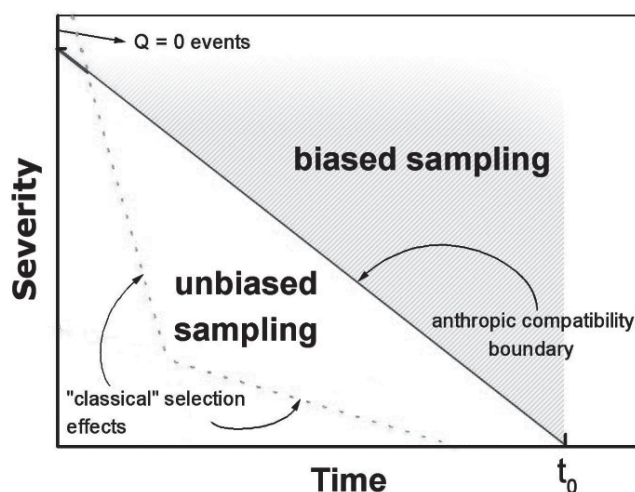 Q = 0 events
biased sampling
Severity
unbiased
sampling
anthropic compatibility
boundary
"classical" selection
effects
Time
t0